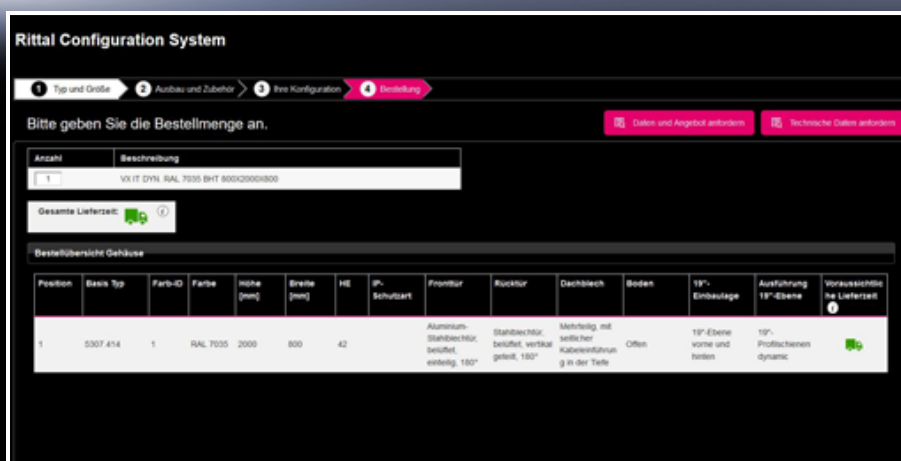 Rittal Configuration System
1 Typ und Größe 2 Ausbau und Zubehör 3 Ihre Konfiguration 4 Bestellung
Bitte geben Sie die Bestellmenge an.
Daten und Angebot anfordern
Technische Daten anfordern
Anzahl Beschreibung
1 VX IT DYN. RAL 7035 BHT 800X2000X800
Gesamte Lieferzeit: i
Bestellübersicht Gehäuse
Position Basis Typ Farb-ID Farbe Höhe [mm] Breite [mm] HE IP-Schutzart Fronttür Rücktür Dachblech Boden 19"-Einbaulage Ausführung 19"-Ebene Voraussichtliche Lieferzeit i
1 5307.414 1 RAL 7035 2000 800 42 Aluminium-Stahlblechtür, belüftet, einteilig, 180° Stahlblechtür, belüftet, vertikal geteilt, 180° Mehrteilig, mit seitlicher Kabeleinführung in der Tiefe Offen 19"-Ebene vorne und hinten 19"-Profilschienen dynamic